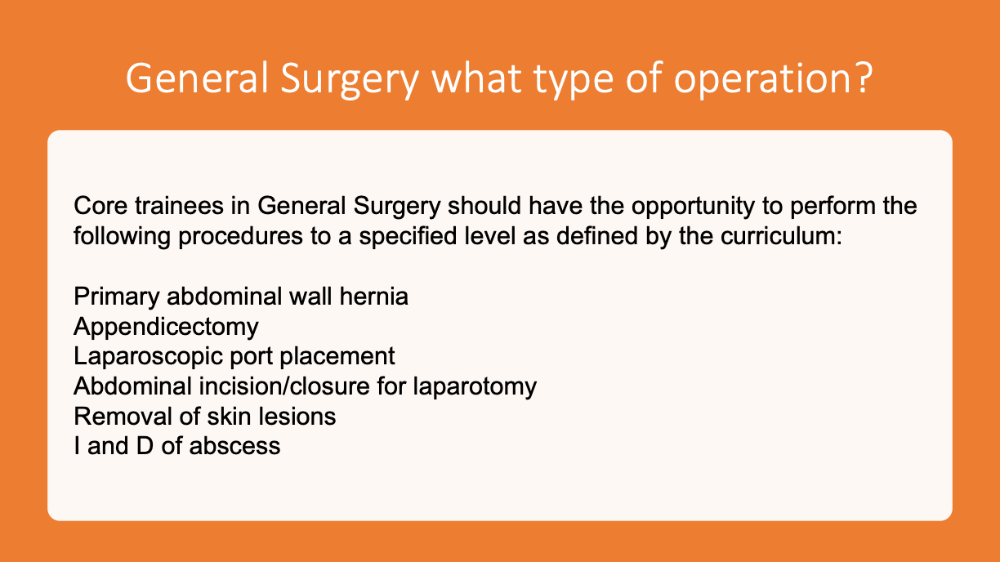 General Surgery what type of operation?
Core trainees in General Surgery should have the opportunity to perform the
following procedures to a specified level as defined by the curriculum:
Primary abdominal wall hernia
Appendicectomy
Laparoscopic port placement
Abdominal incision/closure for laparotomy
Removal of skin lesions
I and D of abscess